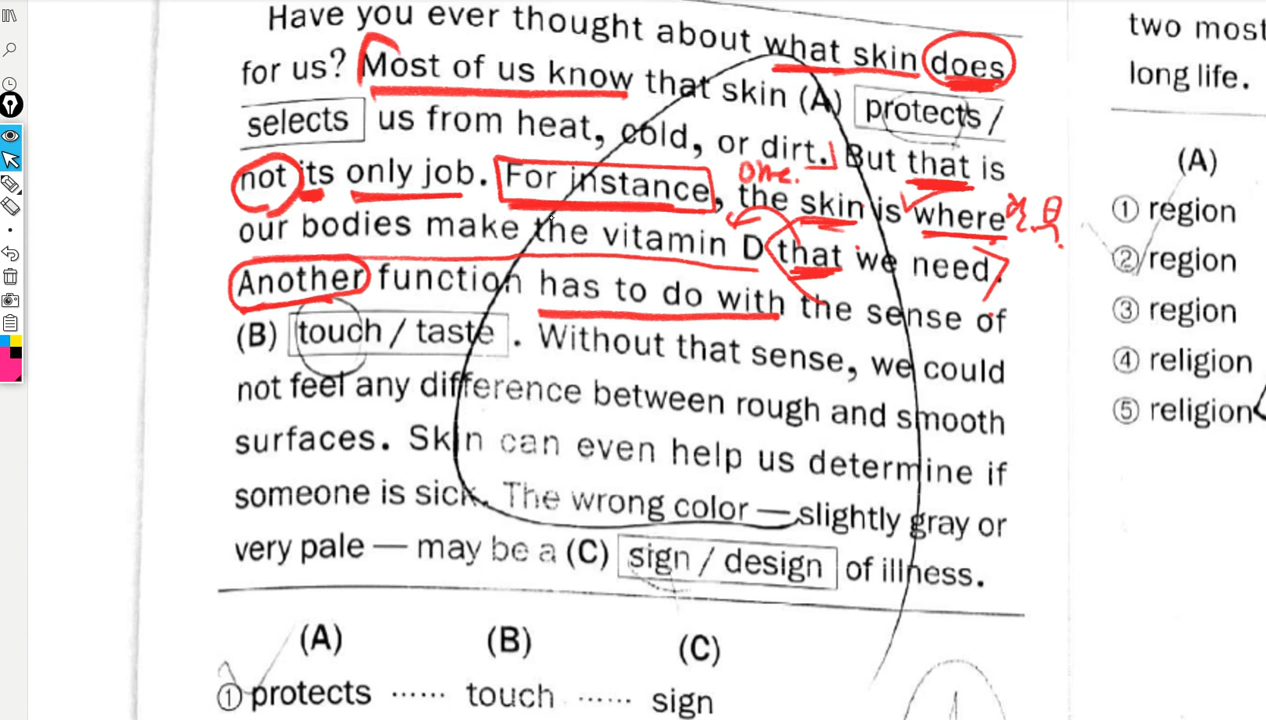 Have you ever thought about what skin does
for us? Most of us know that skin (A) protects /
selects us from heat, cold, or dirt. But that is
not its only job. For instance, the skin is where
one.
our bodies make the vitamin D that we need.
Another function has to do with the sense of
(B) touch / taste . Without that sense, we could
not feel any difference between rough and smooth
surfaces. Skin can even help us determine if
someone is sick. The wrong color — slightly gray or
very pale — may be a (C) sign / design of illness.
(A) (B) (C)
① protects ...... touch ...... sign
two most
long life.
(A)
① region
② region
③ region
④ religion
⑤ religion